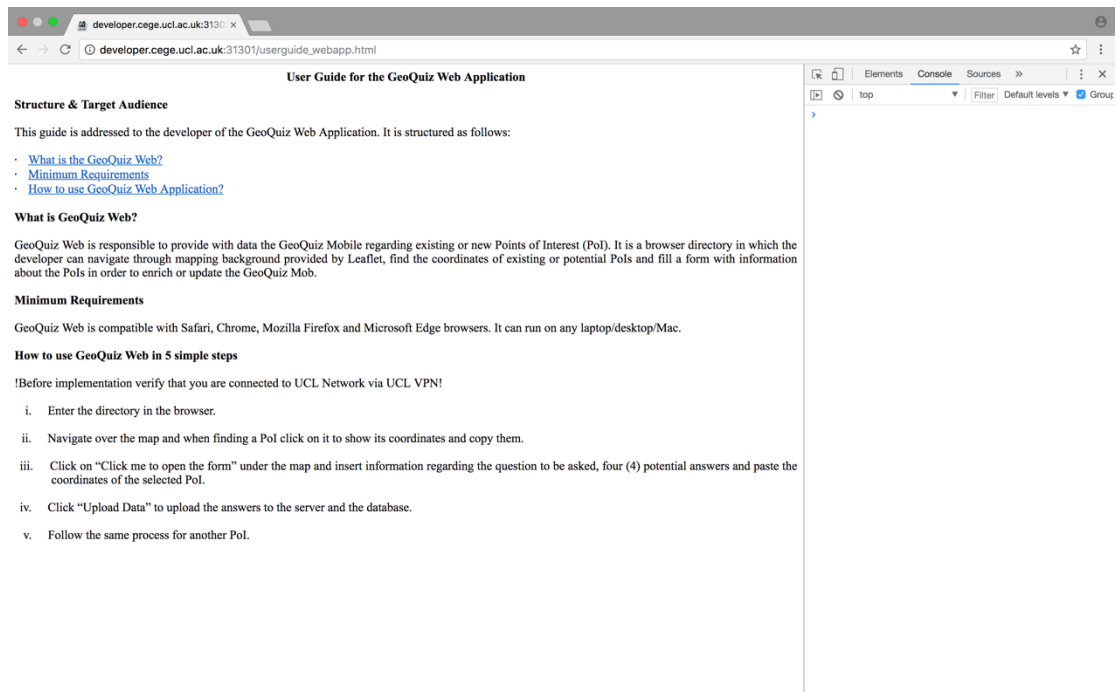 developer.cege.ucl.ac.uk:3130
developer.cege.ucl.ac.uk:31301/userguide_webapp.html
User Guide for the GeoQuiz Web Application
Structure & Target Audience
This guide is addressed to the developer of the GeoQuiz Web Application. It is structured as follows:
· What is the GeoQuiz Web?
· Minimum Requirements
· How to use GeoQuiz Web Application?
What is GeoQuiz Web?
GeoQuiz Web is responsible to provide with data the GeoQuiz Mobile regarding existing or new Points of Interest (PoI). It is a browser directory in which the
developer can navigate through mapping background provided by Leaflet, find the coordinates of existing or potential PoIs and fill a form with information
about the PoIs in order to enrich or update the GeoQuiz Mob.
Minimum Requirements
GeoQuiz Web is compatible with Safari, Chrome, Mozilla Firefox and Microsoft Edge browsers. It can run on any laptop/desktop/Mac.
How to use GeoQuiz Web in 5 simple steps
!Before implementation verify that you are connected to UCL Network via UCL VPN!
i. Enter the directory in the browser.
ii. Navigate over the map and when finding a PoI click on it to show its coordinates and copy them.
iii. Click on “Click me to open the form” under the map and insert information regarding the question to be asked, four (4) potential answers and paste the
coordinates of the selected PoI.
iv. Click “Upload Data” to upload the answers to the server and the database.
v. Follow the same process for another PoI.
Elements Console Sources »
top Filter Default levels ▼ Group